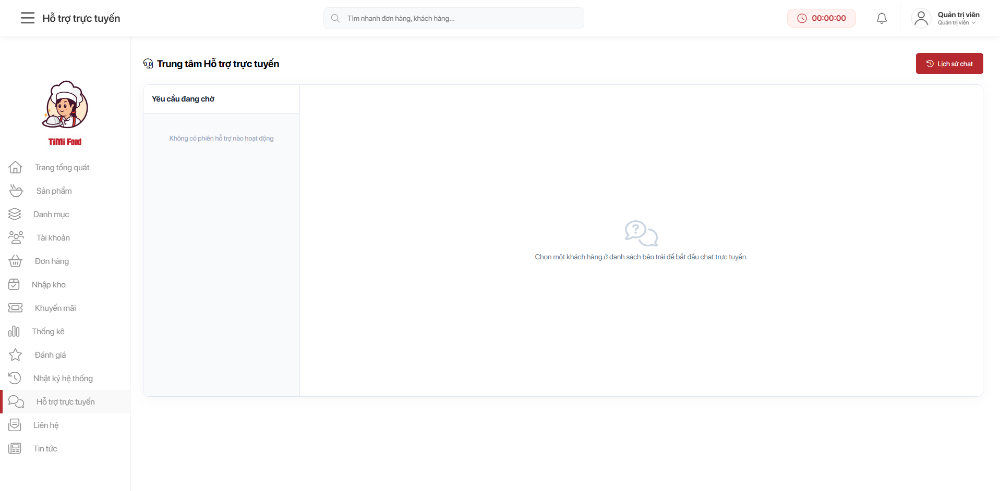 Hỗ trợ trực tuyến
Tìm nhanh đơn hàng, khách hàng...
00:00:00
Quản trị viên
Quản trị viên
TiMi Food
Trang tổng quát
Sản phẩm
Danh mục
Tài khoản
Đơn hàng
Nhập kho
Khuyến mãi
Thống kê
Đánh giá
Nhật ký hệ thống
Hỗ trợ trực tuyến
Liên hệ
Tin tức
Trung tâm Hỗ trợ trực tuyến
Lịch sử chat
Yêu cầu đang chờ
Không có phiên hỗ trợ nào hoạt động
Chọn một khách hàng ở danh sách bên trái để bắt đầu chat trực tuyến.